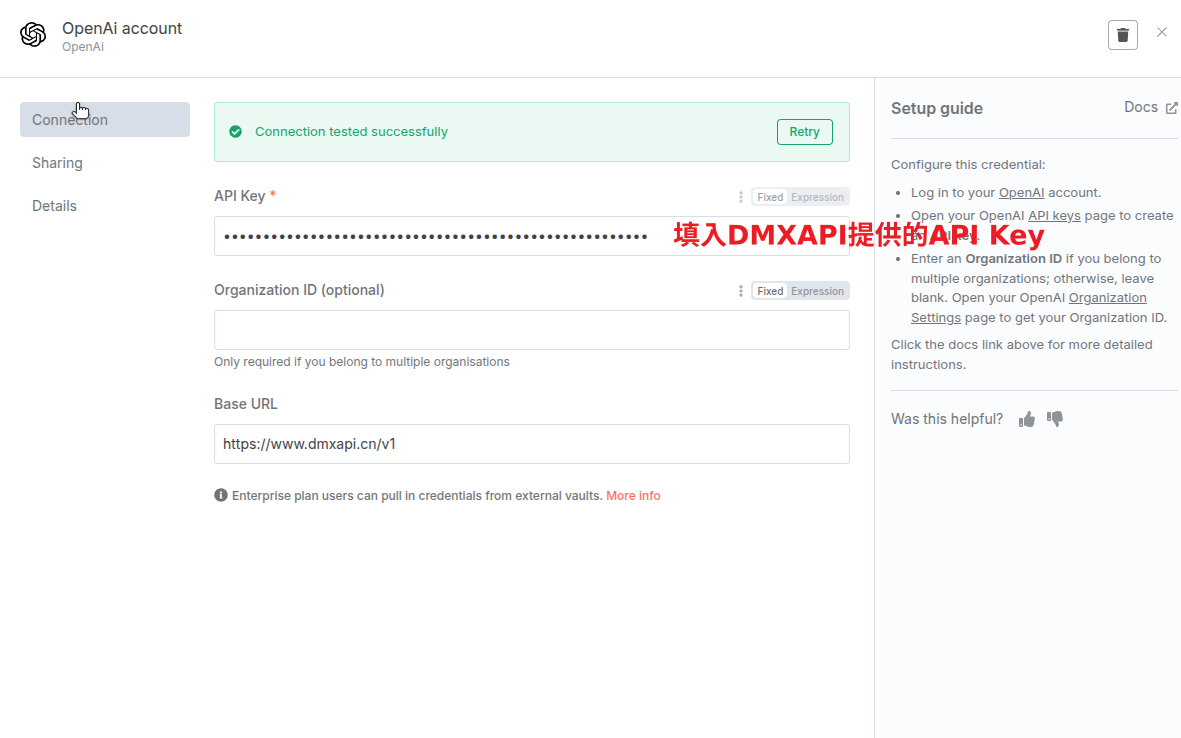 OpenAi account
OpenAi
Connection
Sharing
Details
Connection tested successfully
Retry
API Key *
Fixed Expression
••••••••••••••••••••••••••••••••••••••••••••••••••••••
填入DMXAPI提供的API Key
Organization ID (optional)
Fixed Expression
Only required if you belong to multiple organisations
Base URL
https://www.dmxapi.cn/v1
Enterprise plan users can pull in credentials from external vaults. More info
Setup guide
Docs
Configure this credential:
• Log in to your OpenAI account.
• Open your OpenAI API keys page to create
an API key.
• Enter an Organization ID if you belong to
multiple organizations; otherwise, leave
blank. Open your OpenAI Organization
Settings page to get your Organization ID.
Click the docs link above for more detailed
instructions.
Was this helpful?